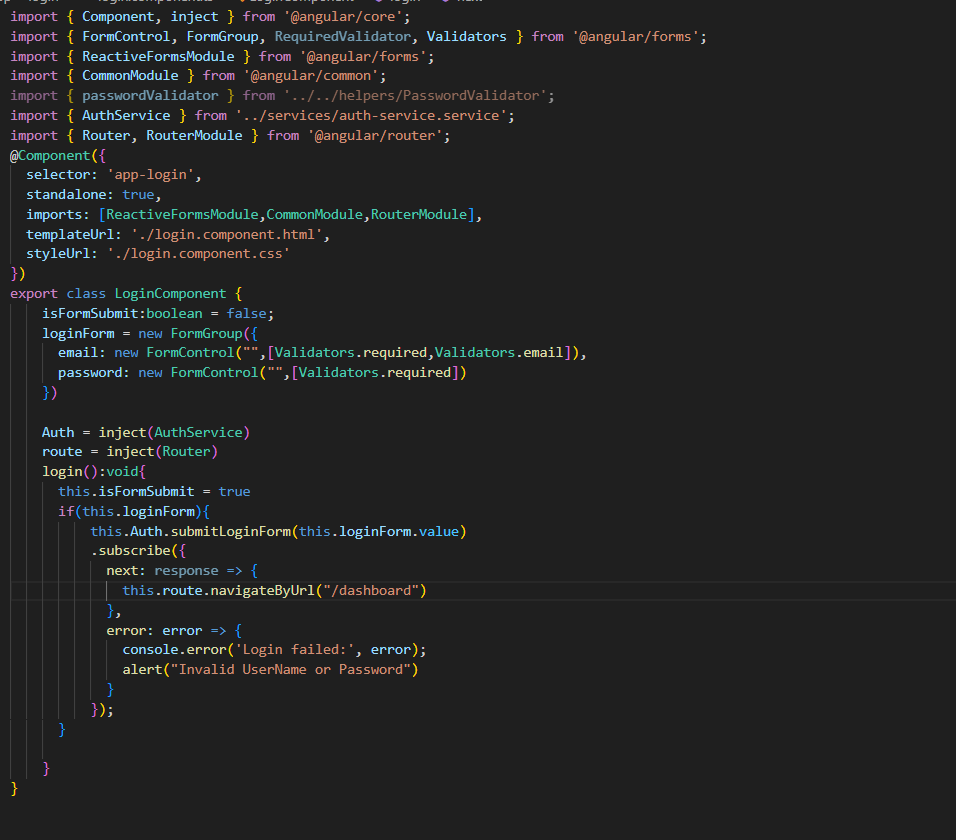 import { Component, inject } from '@angular/core';
import { FormControl, FormGroup, RequiredValidator, Validators } from '@angular/forms';
import { ReactiveFormsModule } from '@angular/forms';
import { CommonModule } from '@angular/common';
import { passwordValidator } from '../../helpers/PasswordValidator';
import { AuthService } from '../services/auth-service.service';
import { Router, RouterModule } from '@angular/router';
@Component({
  selector: 'app-login',
  standalone: true,
  imports: [ReactiveFormsModule,CommonModule,RouterModule],
  templateUrl: './login.component.html',
  styleUrl: './login.component.css'
})
export class LoginComponent {
    isFormSubmit:boolean = false;
    loginForm = new FormGroup({
      email: new FormControl("",[Validators.required,Validators.email]),
      password: new FormControl("",[Validators.required])
    })

    Auth = inject(AuthService)
    route = inject(Router)
    login():void{
      this.isFormSubmit = true
      if(this.loginForm){
          this.Auth.submitLoginForm(this.loginForm.value)
          .subscribe({
            next: response => {
              this.route.navigateByUrl("/dashboard")
            },
            error: error => {
              console.error('Login failed:', error);
              alert("Invalid UserName or Password")
            }
          });
      }

    }
}